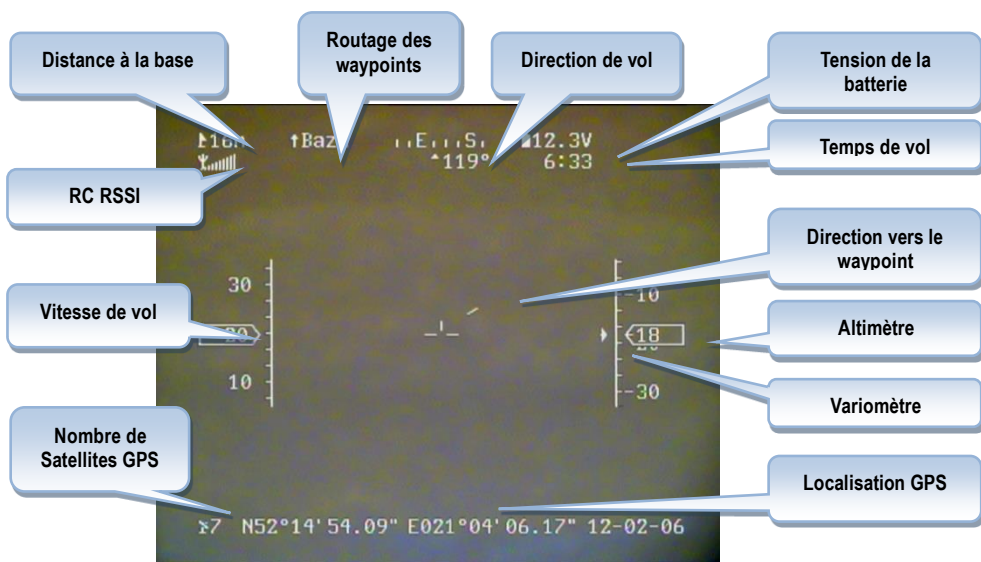 Distance à la base
Routage des
waypoints
Direction de vol
Tension de la
batterie
RC RSSI
Temps de vol
↑Baz E S 12.3V
119° 6:33
Direction vers le
waypoint
Vitesse de vol
30
10
-10
18
-30
Altimètre
Variomètre
Nombre de
Satellites GPS
Localisation GPS
7 N52°14'54.09" E021°04'06.17" 12-02-06